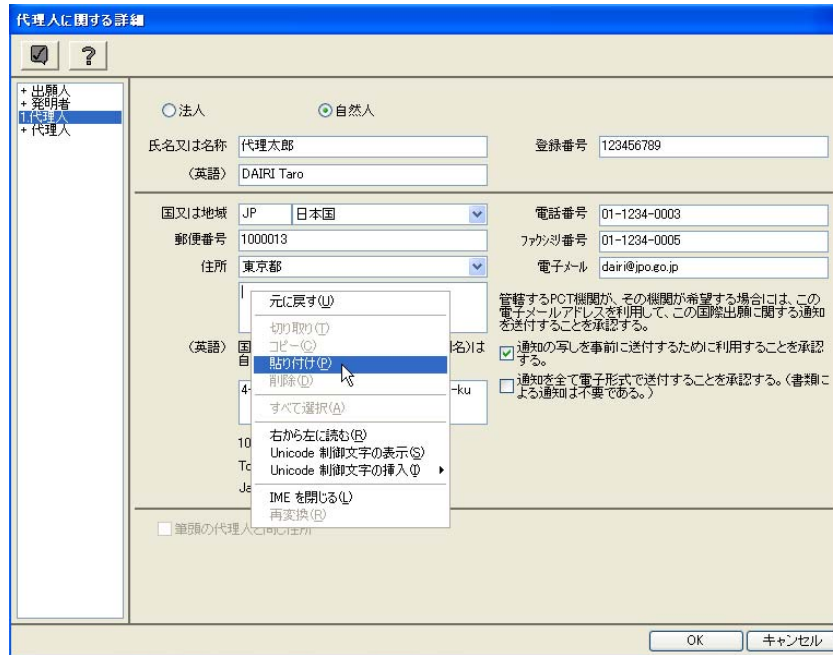 代理人に関する詳細
?
+ 出願人
+ 発明者
1.代理人
+ 代理人
法人
自然人
氏名又は名称
代理太郎
登録番号
123456789
(英語)
DAIRI Taro
国又は地域
JP
日本国
電話番号
01-1234-0003
郵便番号
1000013
ファクシミリ番号
01-1234-0005
住所
東京都
電子メール
dairi@jpo.go.jp
管轄するPCT機関が、その機関が希望する場合には、この
電子メールアドレスを利用して、この国際出願に関する通知
を送付することを承認する。
(英語)
国
名)は
自
通知の写しを事前に送付するために利用することを承認
する。
4-
-ku
通知を全て電子形式で送付することを承認する。(書類に
よる通知は不要である。)
10
To
Ja
元に戻す(U)
切り取り(T)
コピー(C)
貼り付け(P)
削除(D)
すべて選択(A)
右から左に読む(R)
Unicode 制御文字の表示(S)
Unicode 制御文字の挿入(I)
IME を閉じる(L)
再変換(R)
筆頭の代理人と同じ住所
OK
キャンセル